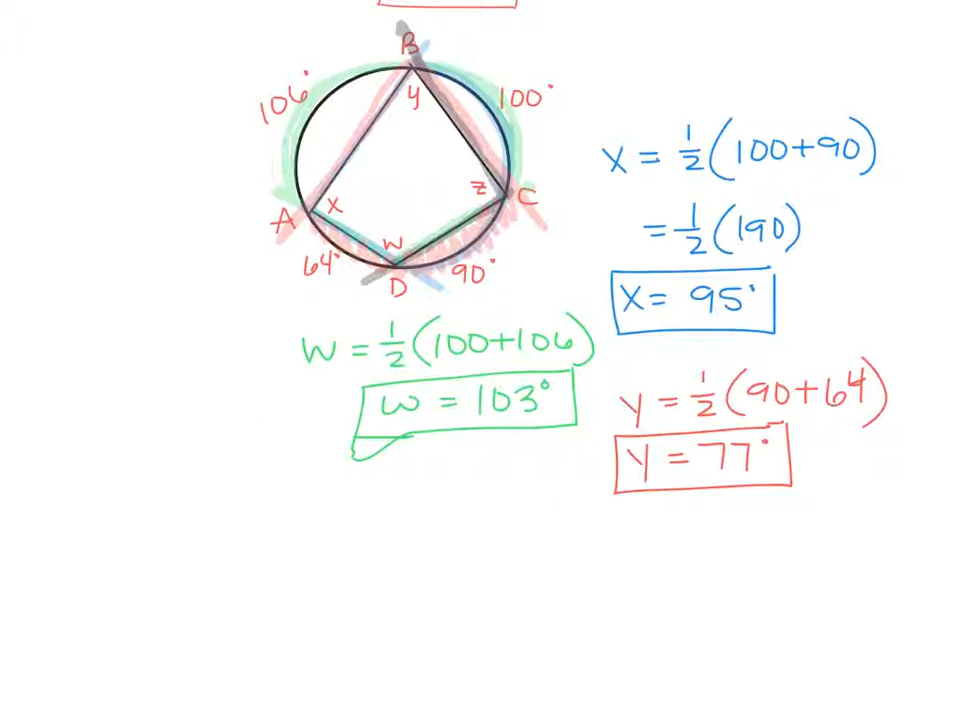 B
106°
y
100°
x = 1/2 (100+90)
z
C
A
x
= 1/2 (190)
w
64°
90°
D
x = 95°
w = 1/2 (100+106)
w = 103°
y = 1/2 (90+64)
y = 77°